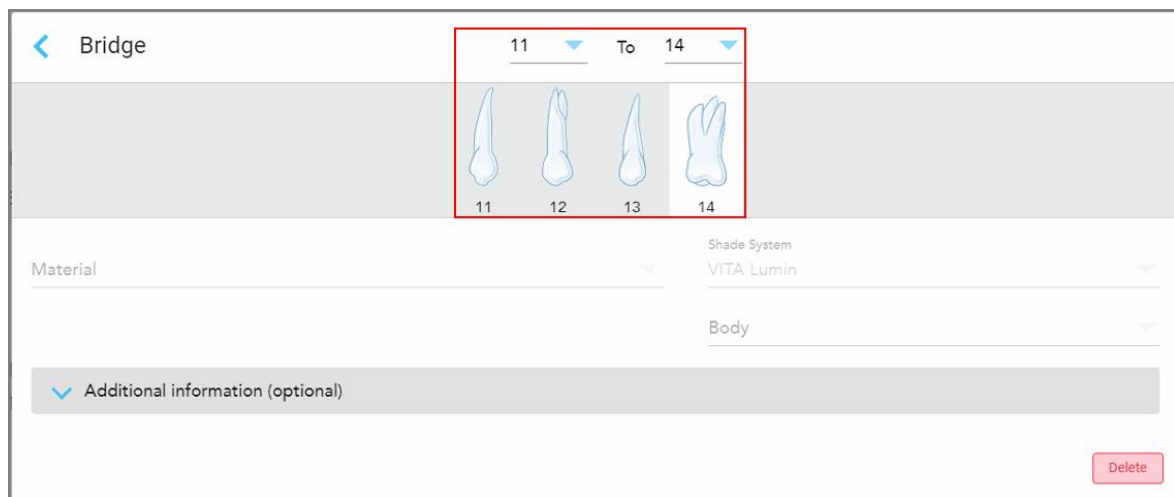 Bridge 11 To 14
11 12 13 14
Shade System
Material VITA Lumin
Body
Additional information (optional)
Delete